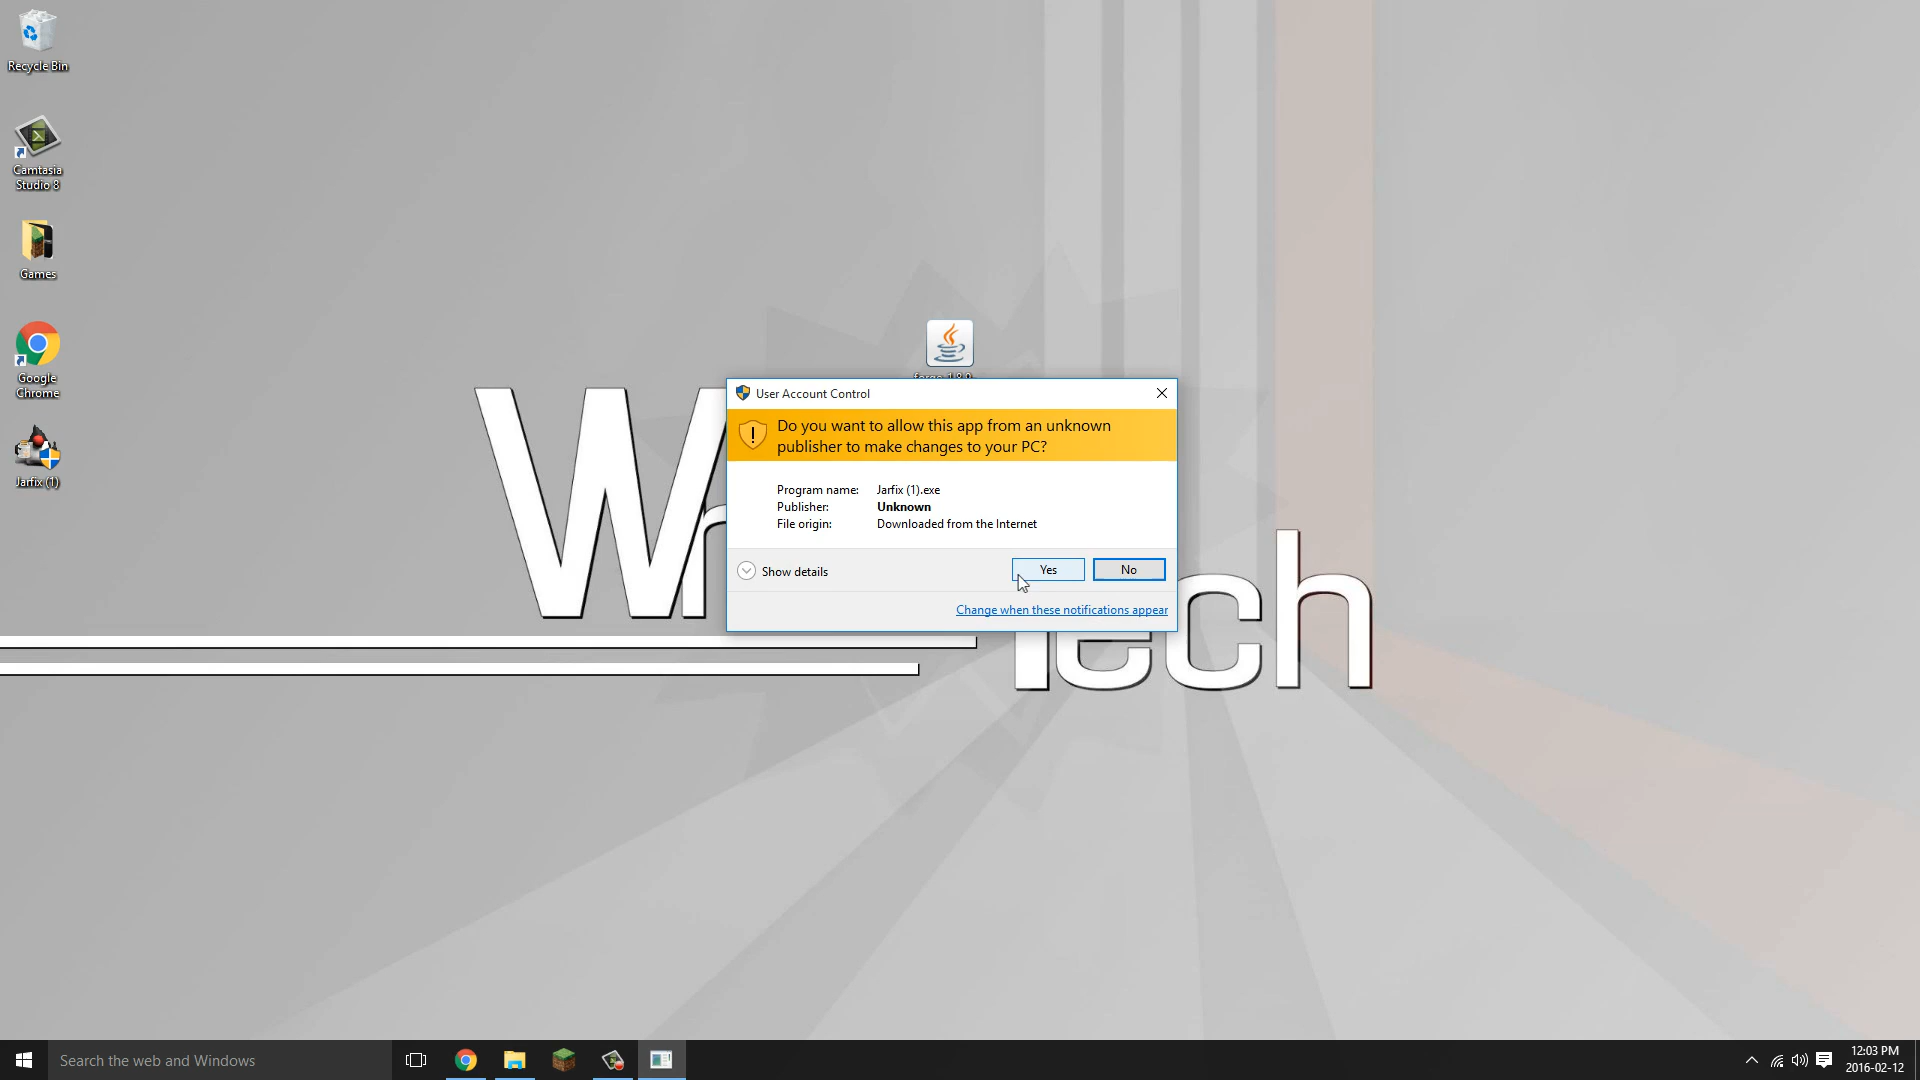 Recycle Bin
Camtasia
Studio 8
Games
Google
Chrome
Jarfix (1)
User Account Control
Do you want to allow this app from an unknown
publisher to make changes to your PC?
Program name: Jarfix (1).exe
Publisher: Unknown
File origin: Downloaded from the Internet
Show details
Yes
No
Change when these notifications appear
Tech
Search the web and Windows
12:03 PM
2016-02-12